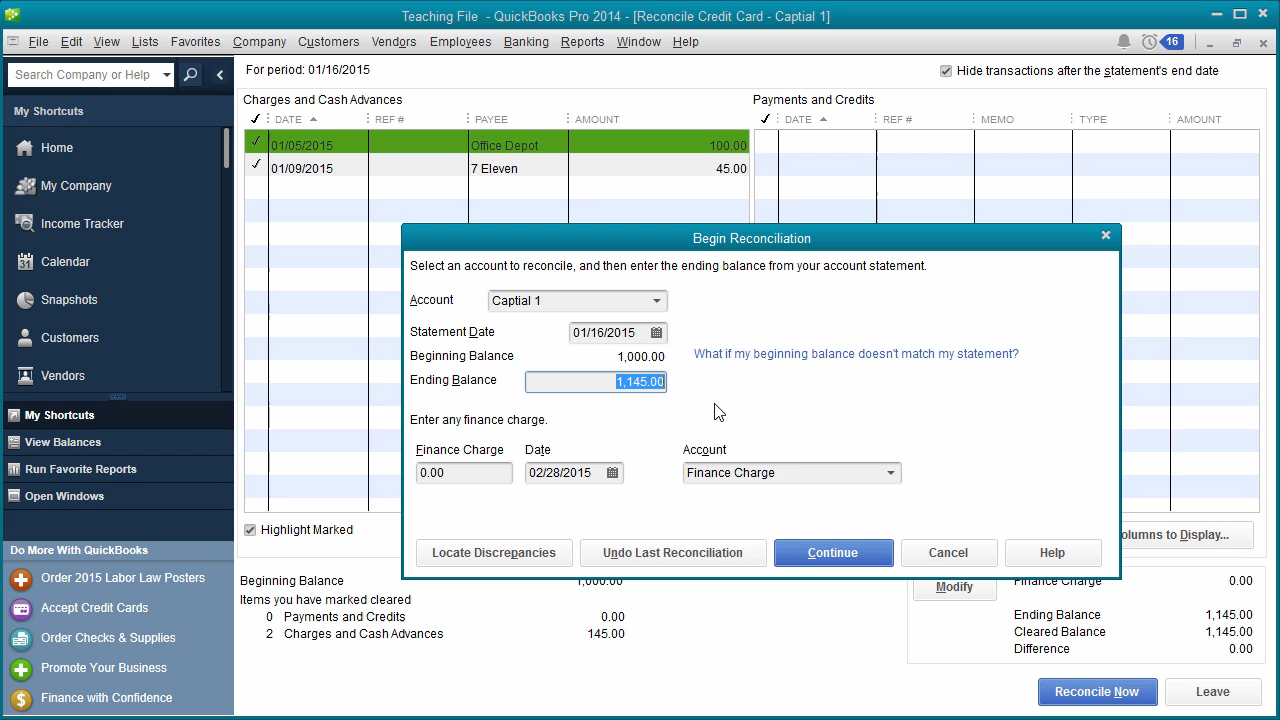 Teaching File - QuickBooks Pro 2014 - [Reconcile Credit Card - Captial 1]
File Edit View Lists Favorites Company Customers Vendors Employees Banking Reports Window Help 16
Search Company or Help
My Shortcuts
Home
My Company
Income Tracker
31 Calendar
Snapshots
Customers
Vendors
My Shortcuts
View Balances
Run Favorite Reports
Open Windows
Do More With QuickBooks
Order 2015 Labor Law Posters
Accept Credit Cards
Order Checks & Supplies
Promote Your Business
$ Finance with Confidence
For period: 01/16/2015
Hide transactions after the statement's end date
Charges and Cash Advances
✓ DATE REF # PAYEE AMOUNT
✓ 01/05/2015 Office Depot 100.00
✓ 01/09/2015 7 Eleven 45.00
Payments and Credits
✓ DATE REF # MEMO TYPE AMOUNT
Begin Reconciliation
Select an account to reconcile, and then enter the ending balance from your account statement.
Account Captial 1
Statement Date 01/16/2015
Beginning Balance 1,000.00 What if my beginning balance doesn't match my statement?
Ending Balance 1,145.00
Enter any finance charge.
Finance Charge Date Account
0.00 02/28/2015 Finance Charge
Locate Discrepancies Undo Last Reconciliation Continue Cancel Help
Highlight Marked
olumns to Display...
Beginning Balance 1,000.00
Items you have marked cleared
0 Payments and Credits 0.00
2 Charges and Cash Advances 145.00
Modify
Finance Charge 0.00
Ending Balance 1,145.00
Cleared Balance 1,145.00
Difference 0.00
Reconcile Now Leave